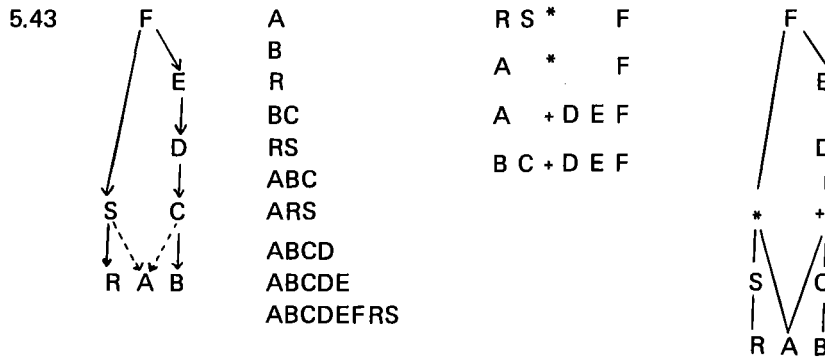 5.43
F
E
D
S C
R A B
A
B
R
BC
RS
ABC
ARS
ABCD
ABCDE
ABCDEFRS
R S * F
A * F
A + D E F
B C + D E F
F
E
D
* +
S C
R A B